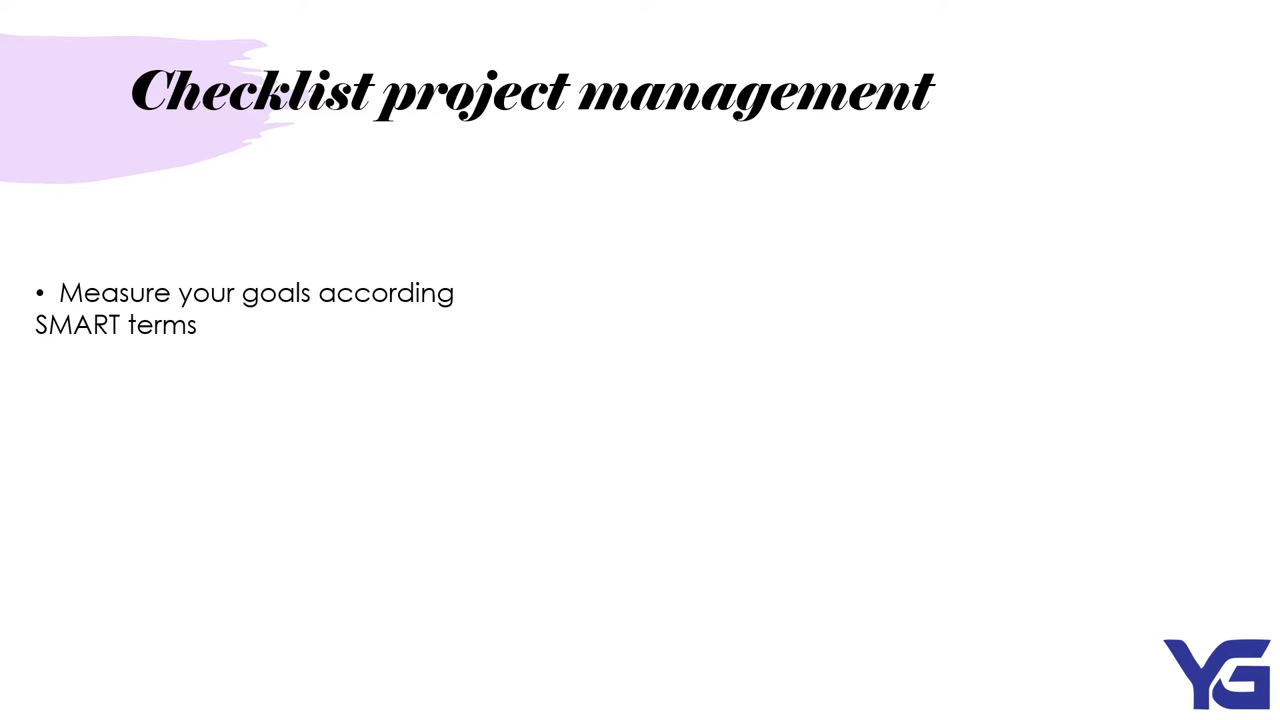 Checklist project management
• Measure your goals according
SMART terms
YG